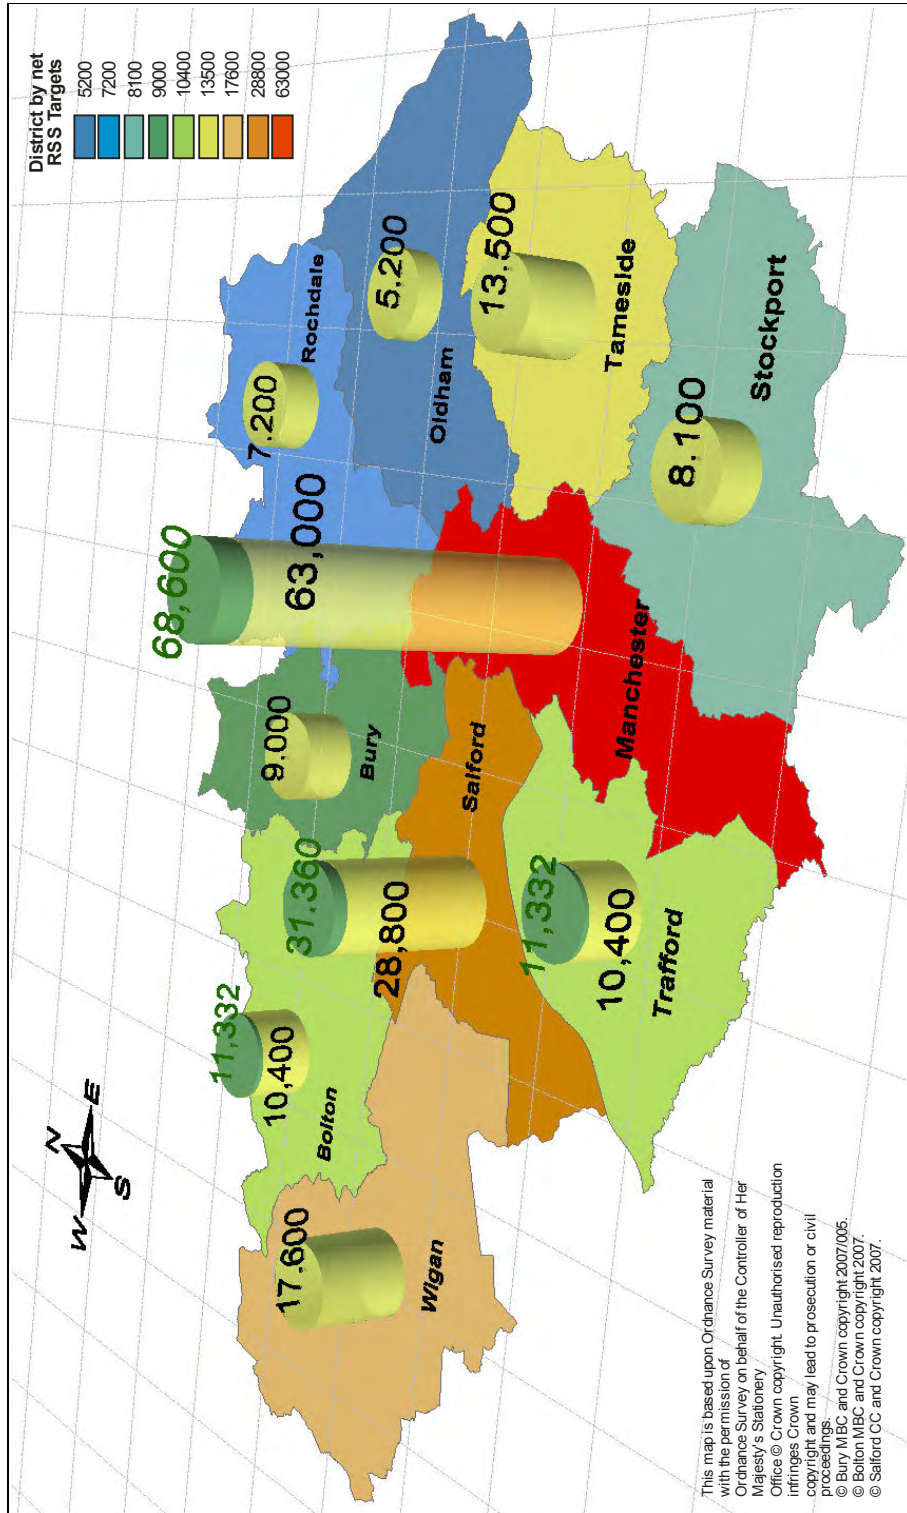 District by net
RSS Targets
5200
7200
8100
9000
10400
13500
17600
28800
63000
N
W
E
S
68,600
63,000
7.200
Rochdale
5.200
Oldham
13.500
Tameside
8.100
Stockport
9.000
Bury
31.360
28,800
Salford
Manchester
11,332
10,400
Bolton
11,332
10,400
Trafford
17.600
Wigan
This map is based upon Ordnance Survey material
with the permission of
Ordnance Survey on behalf of the Controller of Her
Majesty's Stationery
Office © Crown copyright. Unauthorised reproduction
infringes Crown
copyright and may lead to prosecution or civil
proceedings.
© Bury MBC and Crown copyright 2007/005.
© Bolton MBC and Crown copyright 2007.
© Salford CC and Crown copyright 2007.